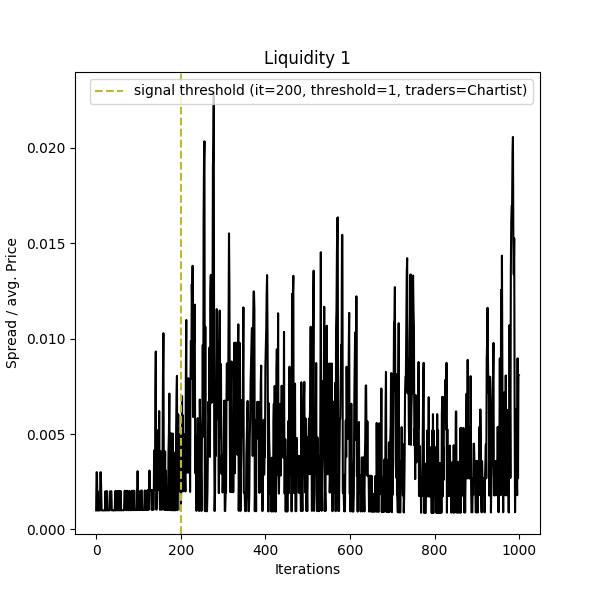 Liquidity 1
signal threshold (it=200, threshold=1, traders=Chartist)
0.020
0.015
0.010
0.005
0.000
Spread / avg. Price
0 200 400 600 800 1000
Iterations